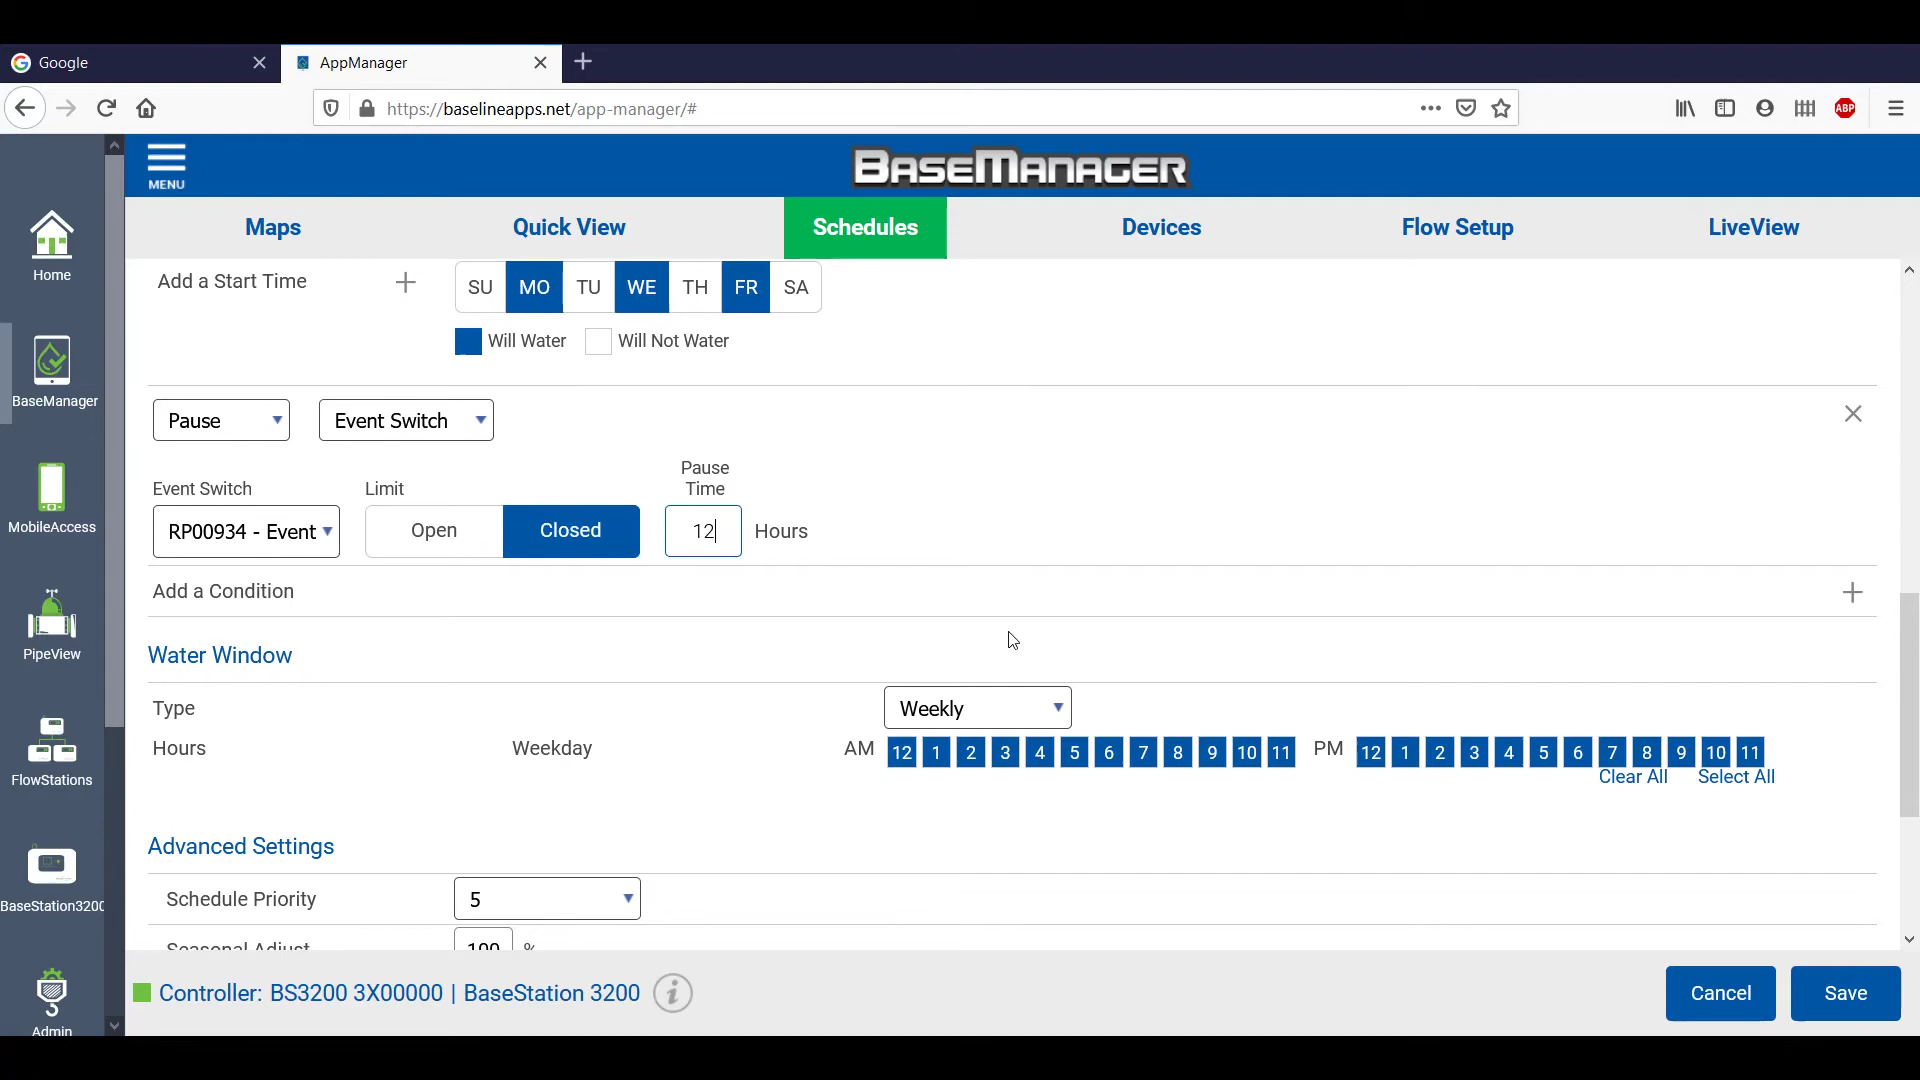 Google
AppManager
https://baselineapps.net/app-manager/#
ABP
MENU
BASEMANAGER
Maps Quick View Schedules Devices Flow Setup LiveView
Home
BaseManager
MobileAccess
PipeView
FlowStations
BaseStation3200
Admin
Add a Start Time
SU MO TU WE TH FR SA
Will Water Will Not Water
Pause Event Switch
Pause
Event Switch Limit Time
RP00934 - Event Open Closed 12 Hours
Add a Condition
Water Window
Type Weekly
Hours Weekday AM 12 1 2 3 4 5 6 7 8 9 10 11 PM 12 1 2 3 4 5 6 7 8 9 10 11
Clear All Select All
Advanced Settings
Schedule Priority 5
Seasonal Adjust 100 %
Controller: BS3200 3X00000 | BaseStation 3200 i
Cancel Save